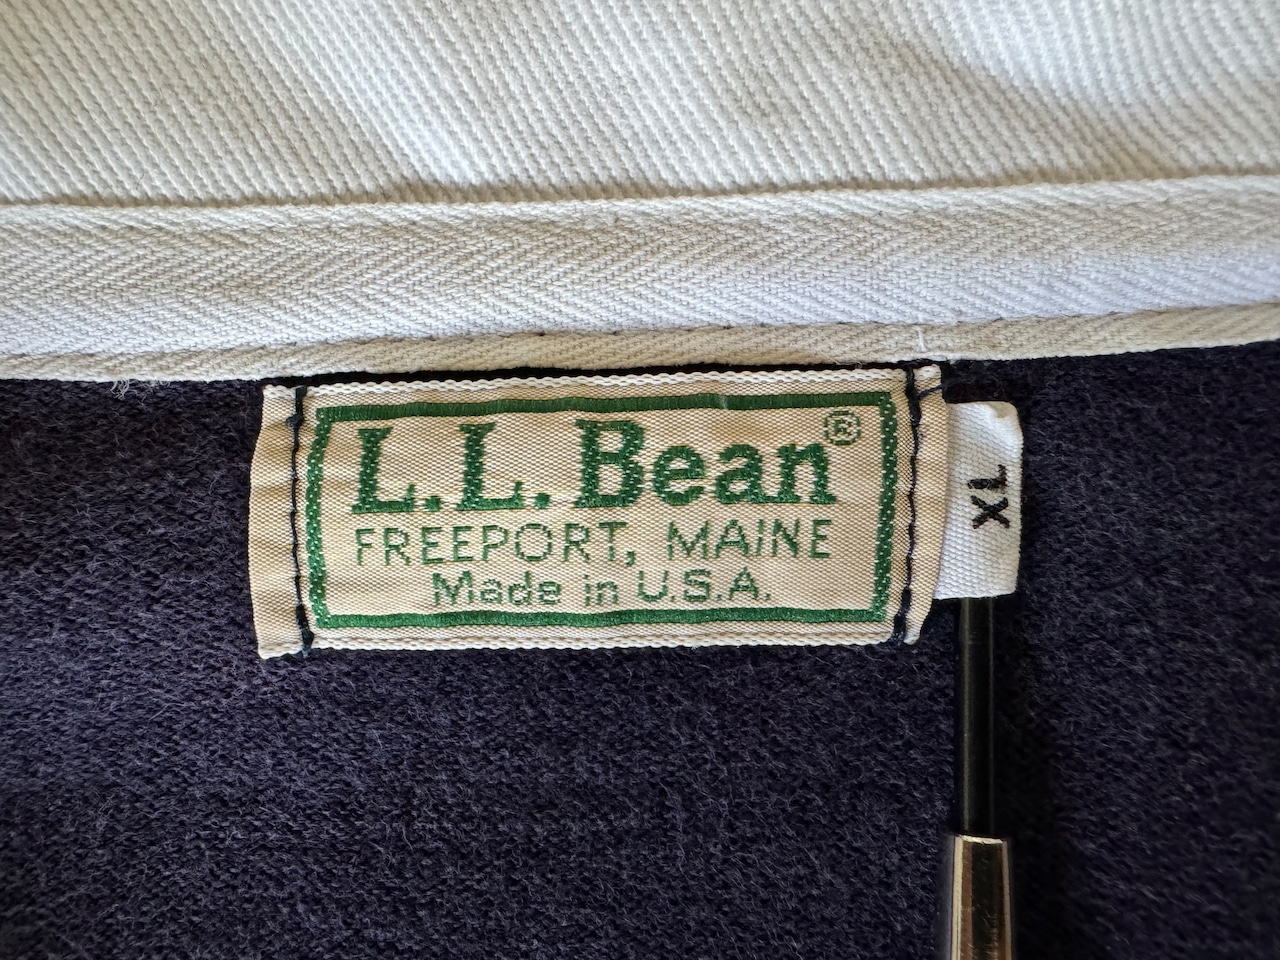 L.L.Bean®
FREEPORT, MAINE
Made in U.S.A.
XL